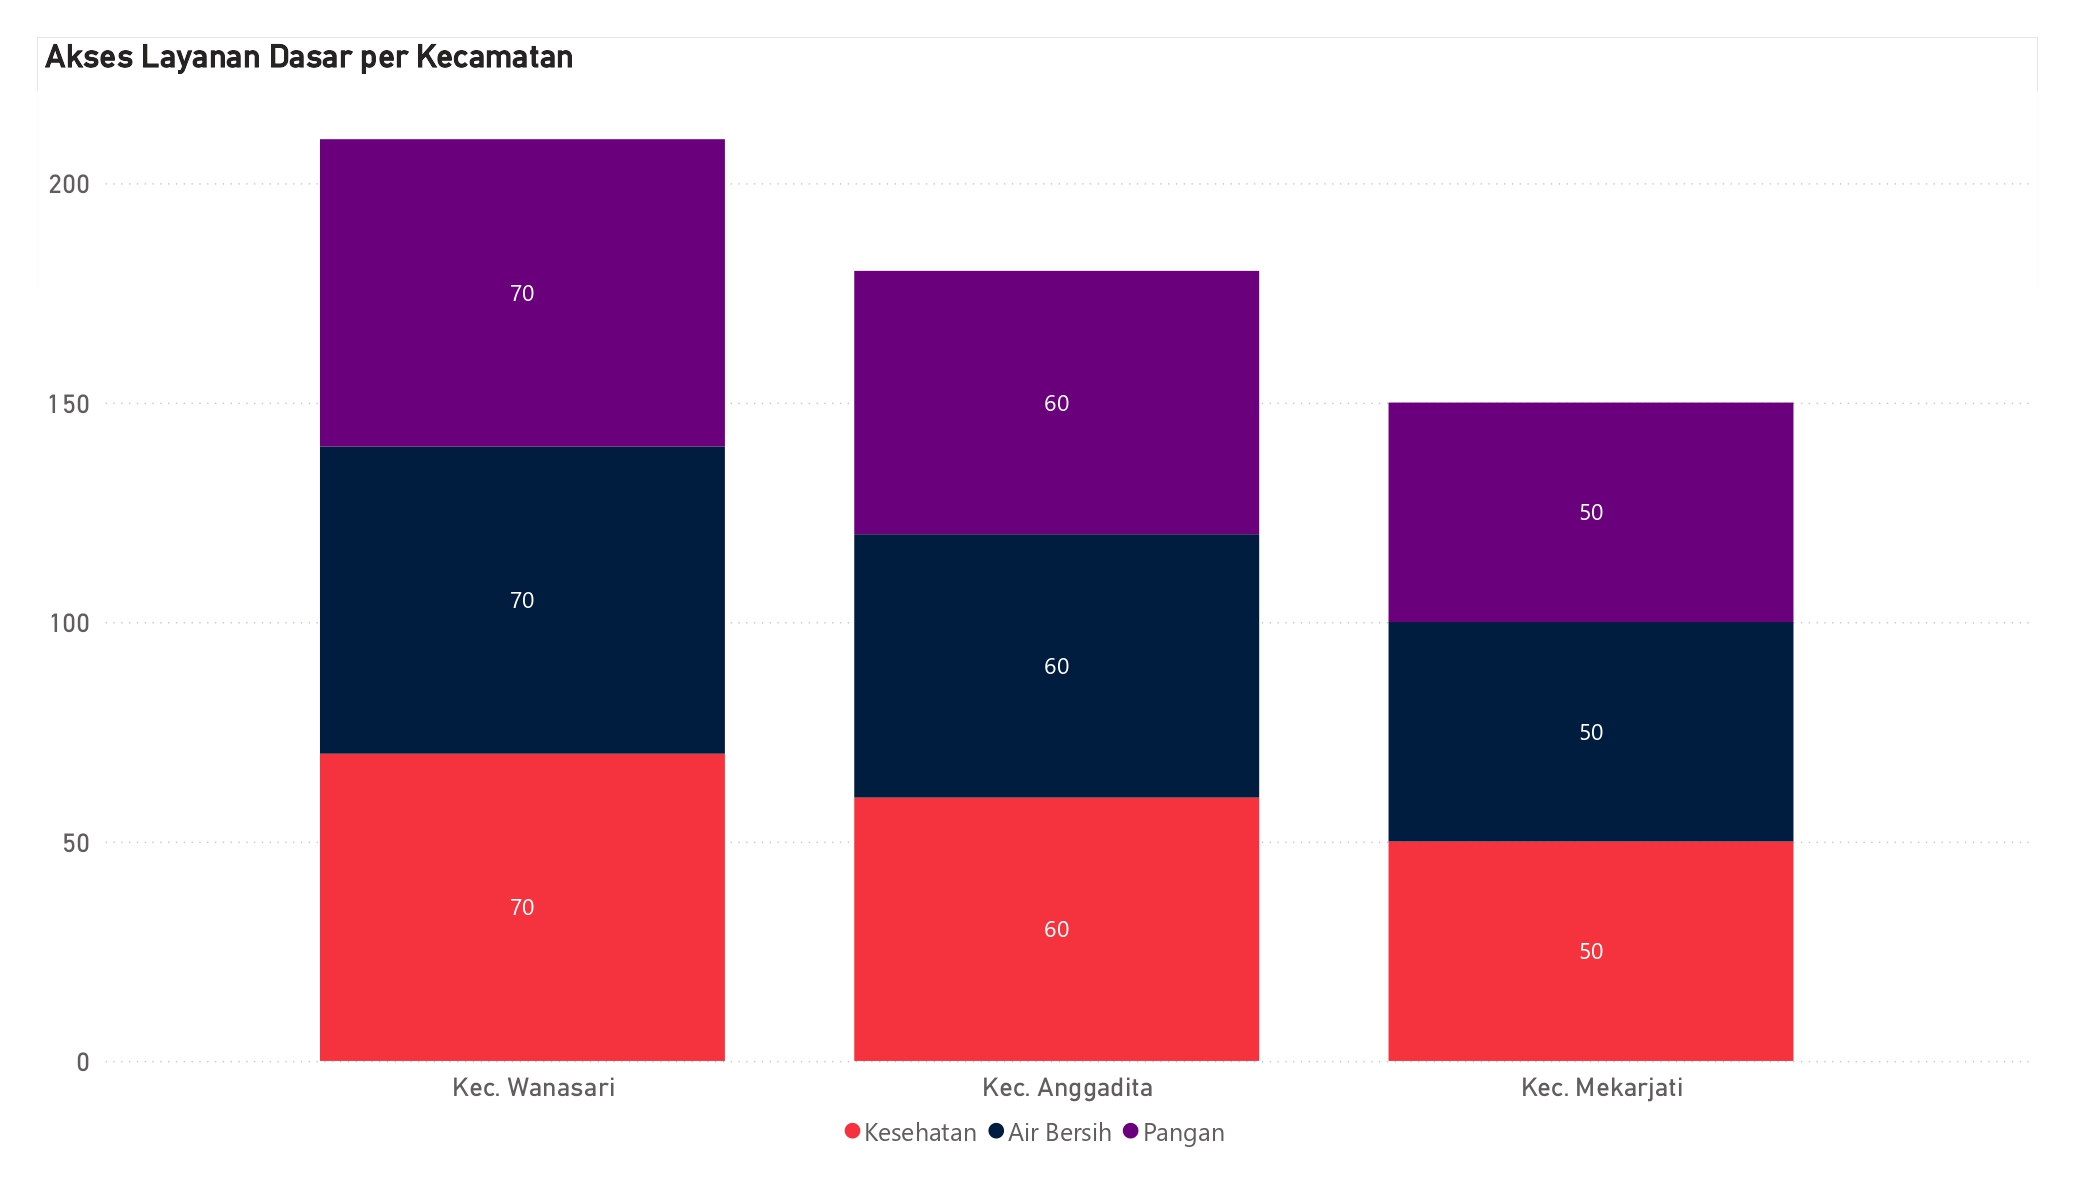 Akses Layanan Dasar per Kecamatan
200
150
100
50
0
70
70
70
60
60
60
50
50
50
Kec. Wanasari
Kec. Anggadita
Kec. Mekarjati
Kesehatan
Air Bersih
Pangan